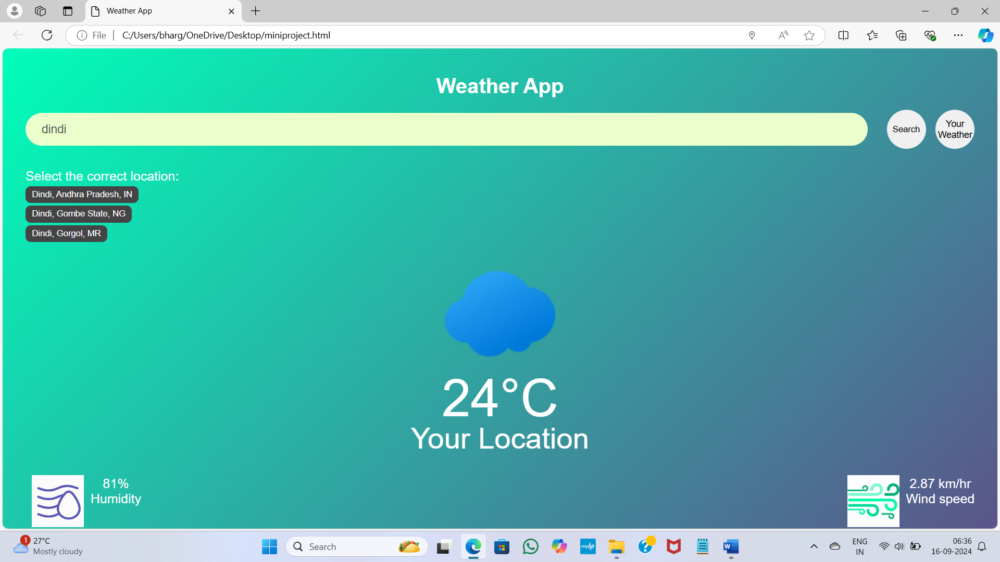 Weather App
File
C:/Users/bharg/OneDrive/Desktop/miniproject.html
Weather App
dindi
Search
Your
Weather
Select the correct location:
Dindi, Andhra Pradesh, IN
Dindi, Gombe State, NG
Dindi, Gorgol, MR
24°C
Your Location
81%
Humidity
2.87 km/hr
Wind speed
1
27°C
Mostly cloudy
Search
myhp
W
ENG
IN
06:36
16-09-2024